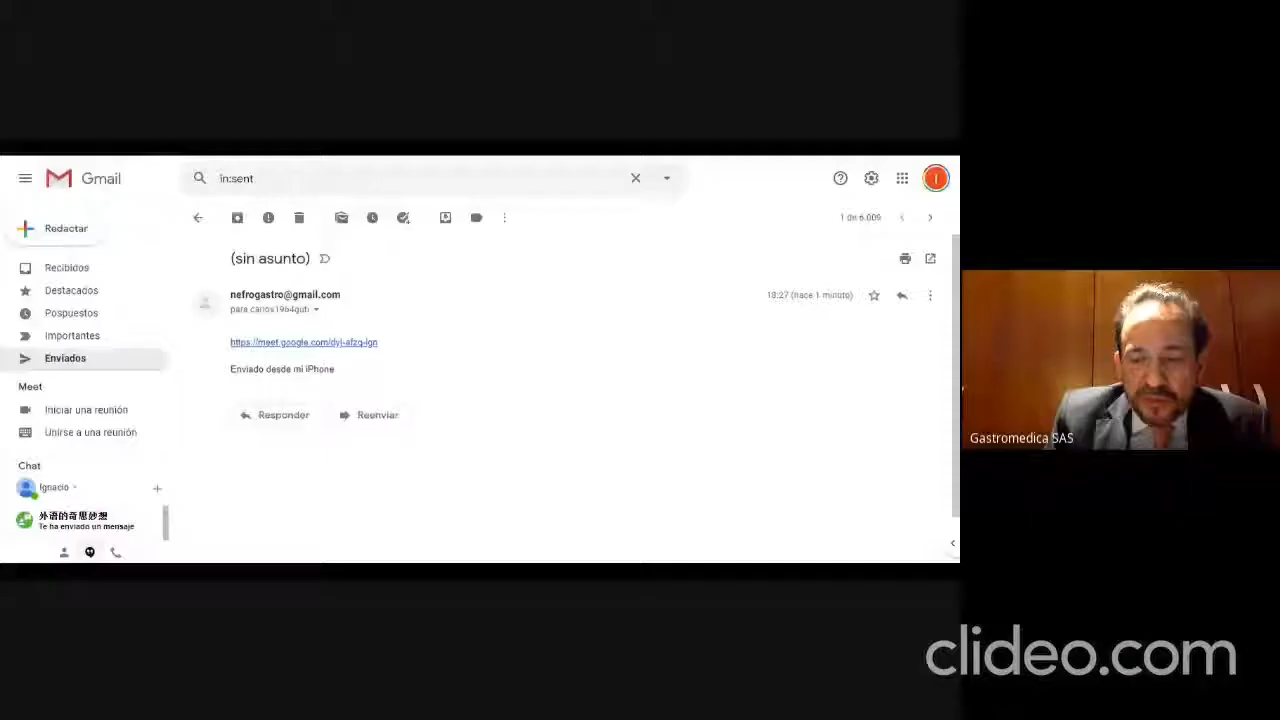 Gmail
in:sent
Redactar
1 de 6.009
Recibidos
Destacados
Pospuestos
Importantes
Enviados
Meet
Iniciar una reunión
Unirse a una reunión
Chat
Ignacio
外语的奇思妙想
Te ha enviado un mensaje
(sin asunto)
nefrogastro@gmail.com
18:27 (hace 1 minuto)
para carlos1964guti
https://meet.google.com/dyj-afzq-ign
Enviado desde mi iPhone
Responder
Reenviar
Gastromedica SAS
clideo.com